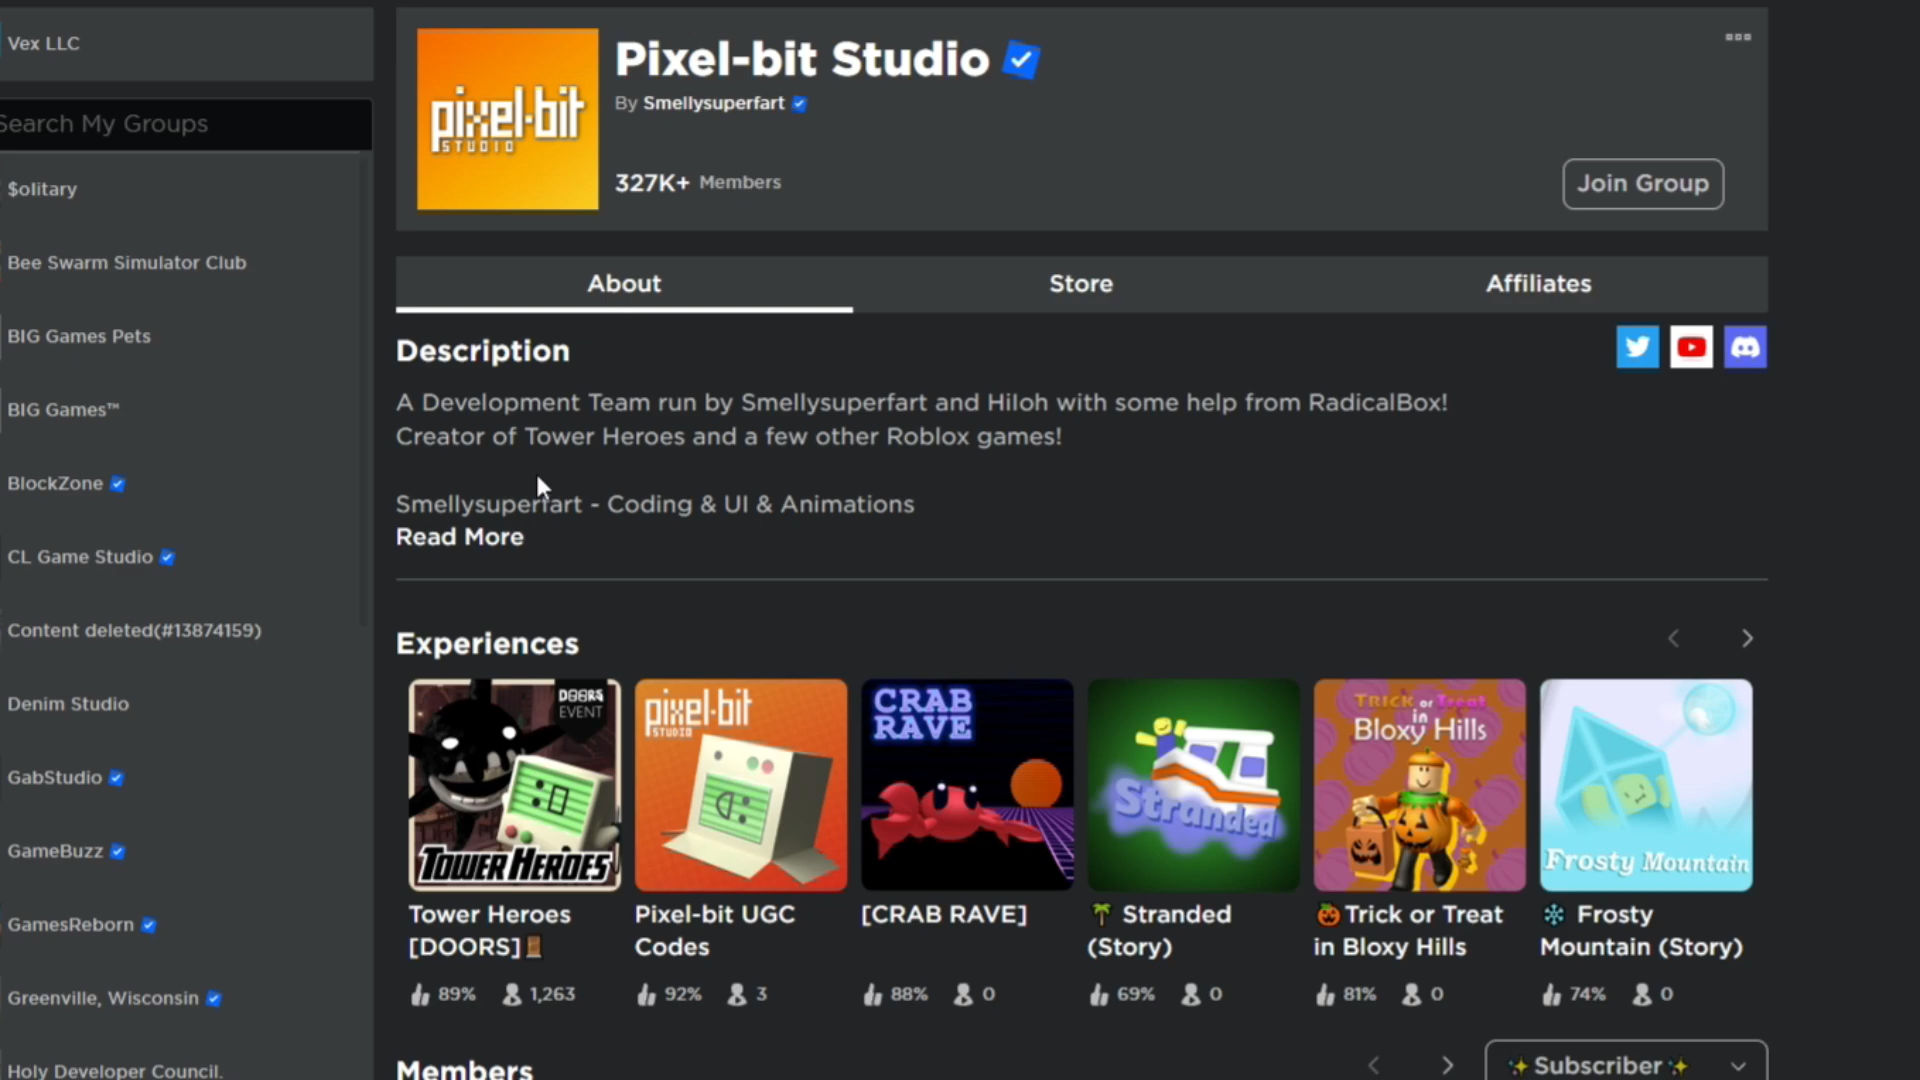 Vex LLC
Search My Groups
$olitary
Bee Swarm Simulator Club
BIG Games Pets
BIG Games™
BlockZone
CL Game Studio
Content deleted(#13874159)
Denim Studio
GabStudio
GameBuzz
GamesReborn
Greenville, Wisconsin
Holy Developer Council.
pixel·bit
STUDIO
Pixel-bit Studio
By Smellysuperfart
327K+ Members
Join Group
About
Store
Affiliates
Description
A Development Team run by Smellysuperfart and Hiloh with some help from RadicalBox!
Creator of Tower Heroes and a few other Roblox games!
Smellysuperfart - Coding & UI & Animations
Read More
Experiences
DOORS
EVENT
TOWER HEROES
Tower Heroes
[DOORS]🚪
89% 1,263
pixel·bit
STUDIO
Pixel-bit UGC
Codes
92% 3
CRAB
RAVE
[CRAB RAVE]
88% 0
Stranded
🌴 Stranded
(Story)
69% 0
TRICK or Treat
in
Bloxy Hills
🎃Trick or Treat
in Bloxy Hills
81% 0
Frosty Mountain
❄ Frosty
Mountain (Story)
74% 0
Members
✨Subscriber✨